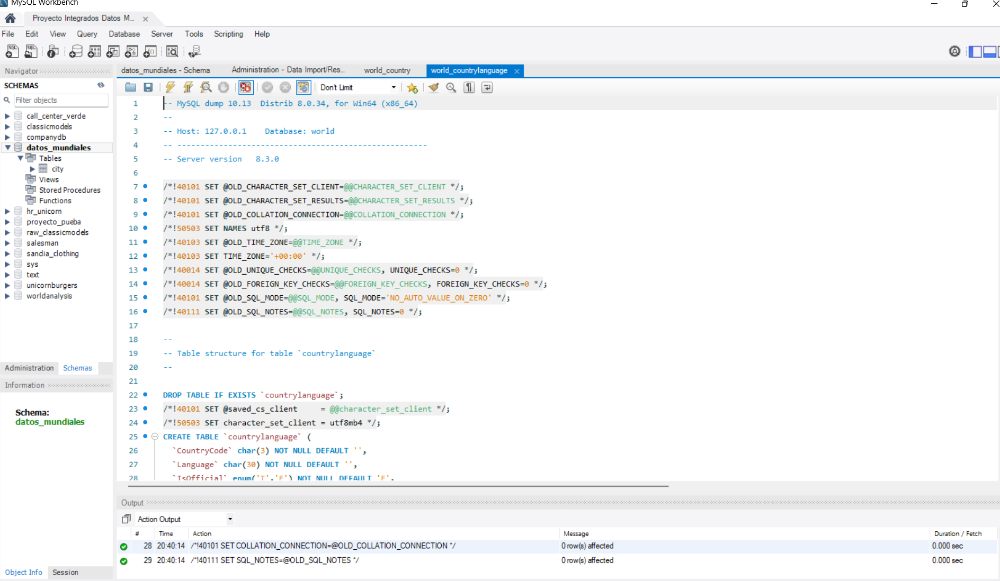 MySQL Workbench
Proyecto Integrados Datos M...
File Edit View Query Database Server Tools Scripting Help
Navigator
SCHEMAS
Filter objects
call_center_verde
classicmodels
companydb
datos_mundiales
Tables
city
Views
Stored Procedures
Functions
hr_unicorn
proyecto_pueba
raw_classicmodels
salesman
sandia_clothing
sys
text
unicornburgers
worldanalysis
Administration Schemas
Information
Schema:
datos_mundiales
Object Info Session
datos_mundiales - Schema Administration - Data Import/Res... world_country world_countrylanguage
Don't Limit
1 -- MySQL dump 10.13  Distrib 8.0.34, for Win64 (x86_64)
2 --
3 -- Host: 127.0.0.1    Database: world
4 -- ------------------------------------------------------
5 -- Server version	8.3.0
6
7 /*!40101 SET @OLD_CHARACTER_SET_CLIENT=@@CHARACTER_SET_CLIENT */;
8 /*!40101 SET @OLD_CHARACTER_SET_RESULTS=@@CHARACTER_SET_RESULTS */;
9 /*!40101 SET @OLD_COLLATION_CONNECTION=@@COLLATION_CONNECTION */;
10 /*!50503 SET NAMES utf8 */;
11 /*!40103 SET @OLD_TIME_ZONE=@@TIME_ZONE */;
12 /*!40103 SET TIME_ZONE='+00:00' */;
13 /*!40014 SET @OLD_UNIQUE_CHECKS=@@UNIQUE_CHECKS, UNIQUE_CHECKS=0 */;
14 /*!40014 SET @OLD_FOREIGN_KEY_CHECKS=@@FOREIGN_KEY_CHECKS, FOREIGN_KEY_CHECKS=0 */;
15 /*!40101 SET @OLD_SQL_MODE=@@SQL_MODE, SQL_MODE='NO_AUTO_VALUE_ON_ZERO' */;
16 /*!40111 SET @OLD_SQL_NOTES=@@SQL_NOTES, SQL_NOTES=0 */;
17
18 --
19 -- Table structure for table `countrylanguage`
20 --
21
22 DROP TABLE IF EXISTS `countrylanguage`;
23 /*!40101 SET @saved_cs_client     = @@character_set_client */;
24 /*!50503 SET character_set_client = utf8mb4 */;
25 CREATE TABLE `countrylanguage` (
26 `CountryCode` char(3) NOT NULL DEFAULT '',
27 `Language` char(30) NOT NULL DEFAULT '',
28 `IsOfficial` enum('T','F') NOT NULL DEFAULT 'F',
Output
Action Output
# Time Action Message Duration / Fetch
28 20:40:14 /*!40101 SET COLLATION_CONNECTION=@OLD_COLLATION_CONNECTION */ 0 row(s) affected 0.000 sec
29 20:40:14 /*!40111 SET SQL_NOTES=@OLD_SQL_NOTES */ 0 row(s) affected 0.000 sec